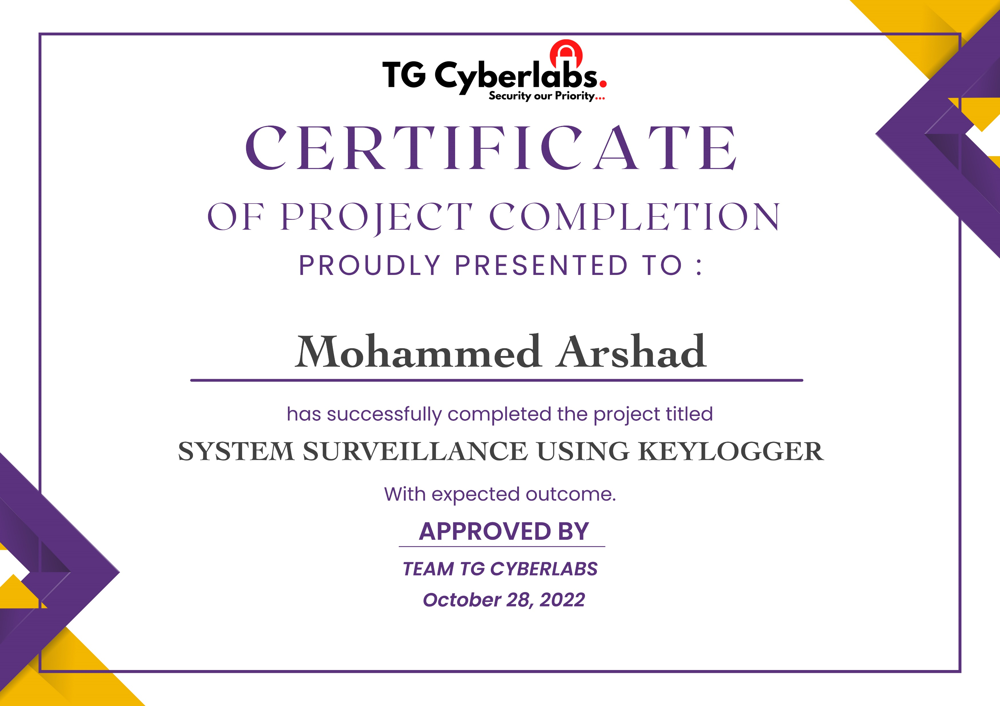 TG Cyberlabs.
Security our Priority...
CERTIFICATE
OF PROJECT COMPLETION
PROUDLY PRESENTED TO :
Mohammed Arshad
has successfully completed the project titled
SYSTEM SURVEILLANCE USING KEYLOGGER
With expected outcome.
APPROVED BY
TEAM TG CYBERLABS
October 28, 2022